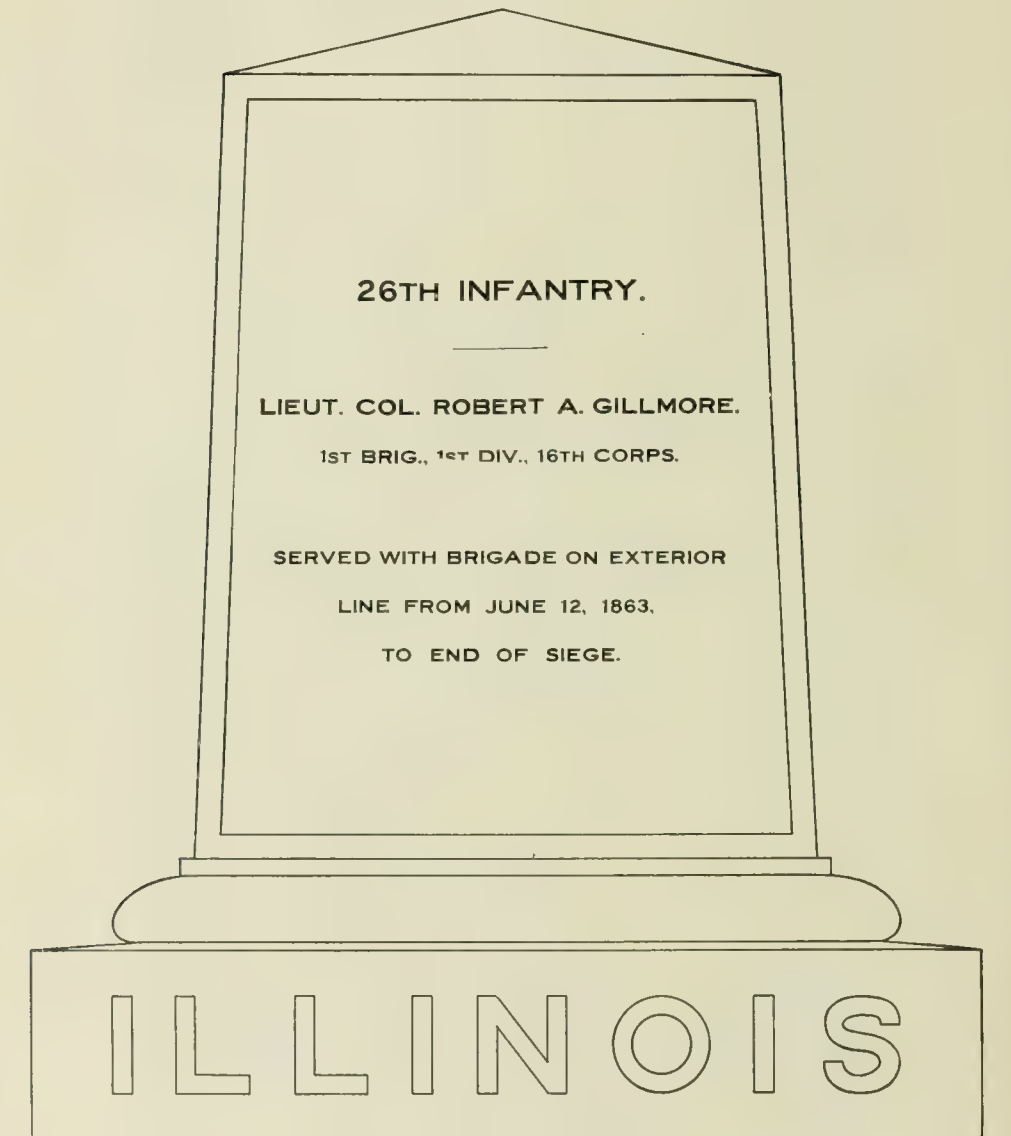 26TH INFANTRY.
LIEUT. COL. ROBERT A. GILLMORE.
1ST BRIG., 1ST DIV., 16TH CORPS.
SERVED WITH BRIGADE ON EXTERIOR
LINE FROM JUNE 12, 1863,
TO END OF SIEGE.
ILLINOIS